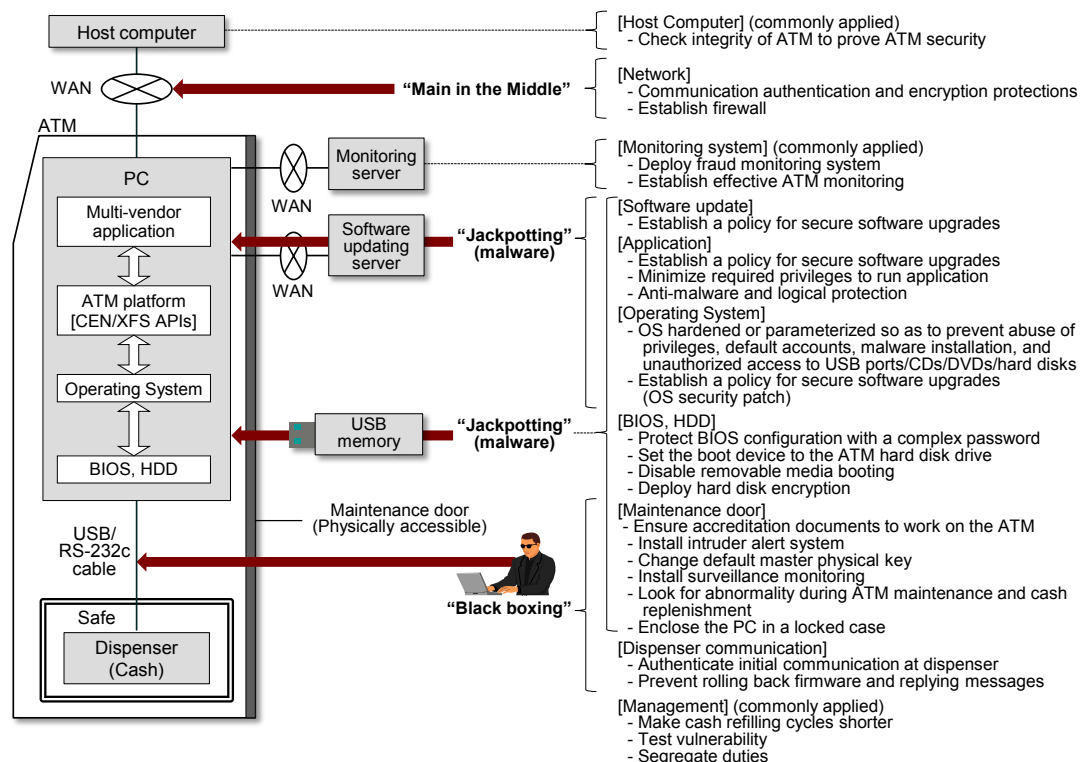 Host computer
WAN
"Main in the Middle"
ATM
PC
Multi-vendor
application
ATM platform
[CEN/XFS APIs]
Operating System
BIOS, HDD
WAN
Monitoring
server
Software
updating
server
WAN
"Jackpotting"
(malware)
USB
memory
"Jackpotting"
(malware)
Maintenance door
(Physically accessible)
USB/
RS-232c
cable
"Black boxing"
Safe
Dispenser
(Cash)
[Host Computer] (commonly applied)
- Check integrity of ATM to prove ATM security
[Network]
- Communication authentication and encryption protections
- Establish firewall
[Monitoring system] (commonly applied)
- Deploy fraud monitoring system
- Establish effective ATM monitoring
[Software update]
- Establish a policy for secure software upgrades
[Application]
- Establish a policy for secure software upgrades
- Minimize required privileges to run application
- Anti-malware and logical protection
[Operating System]
- OS hardened or parameterized so as to prevent abuse of
privileges, default accounts, malware installation, and
unauthorized access to USB ports/CDs/DVDs/hard disks
- Establish a policy for secure software upgrades
(OS security patch)
[BIOS, HDD]
- Protect BIOS configuration with a complex password
- Set the boot device to the ATM hard disk drive
- Disable removable media booting
- Deploy hard disk encryption
[Maintenance door]
- Ensure accreditation documents to work on the ATM
- Install intruder alert system
- Change default master physical key
- Install surveillance monitoring
- Look for abnormality during ATM maintenance and cash
replenishment
- Enclose the PC in a locked case
[Dispenser communication]
- Authenticate initial communication at dispenser
- Prevent rolling back firmware and replying messages
[Management] (commonly applied)
- Make cash refilling cycles shorter
- Test vulnerability
- Segregate duties